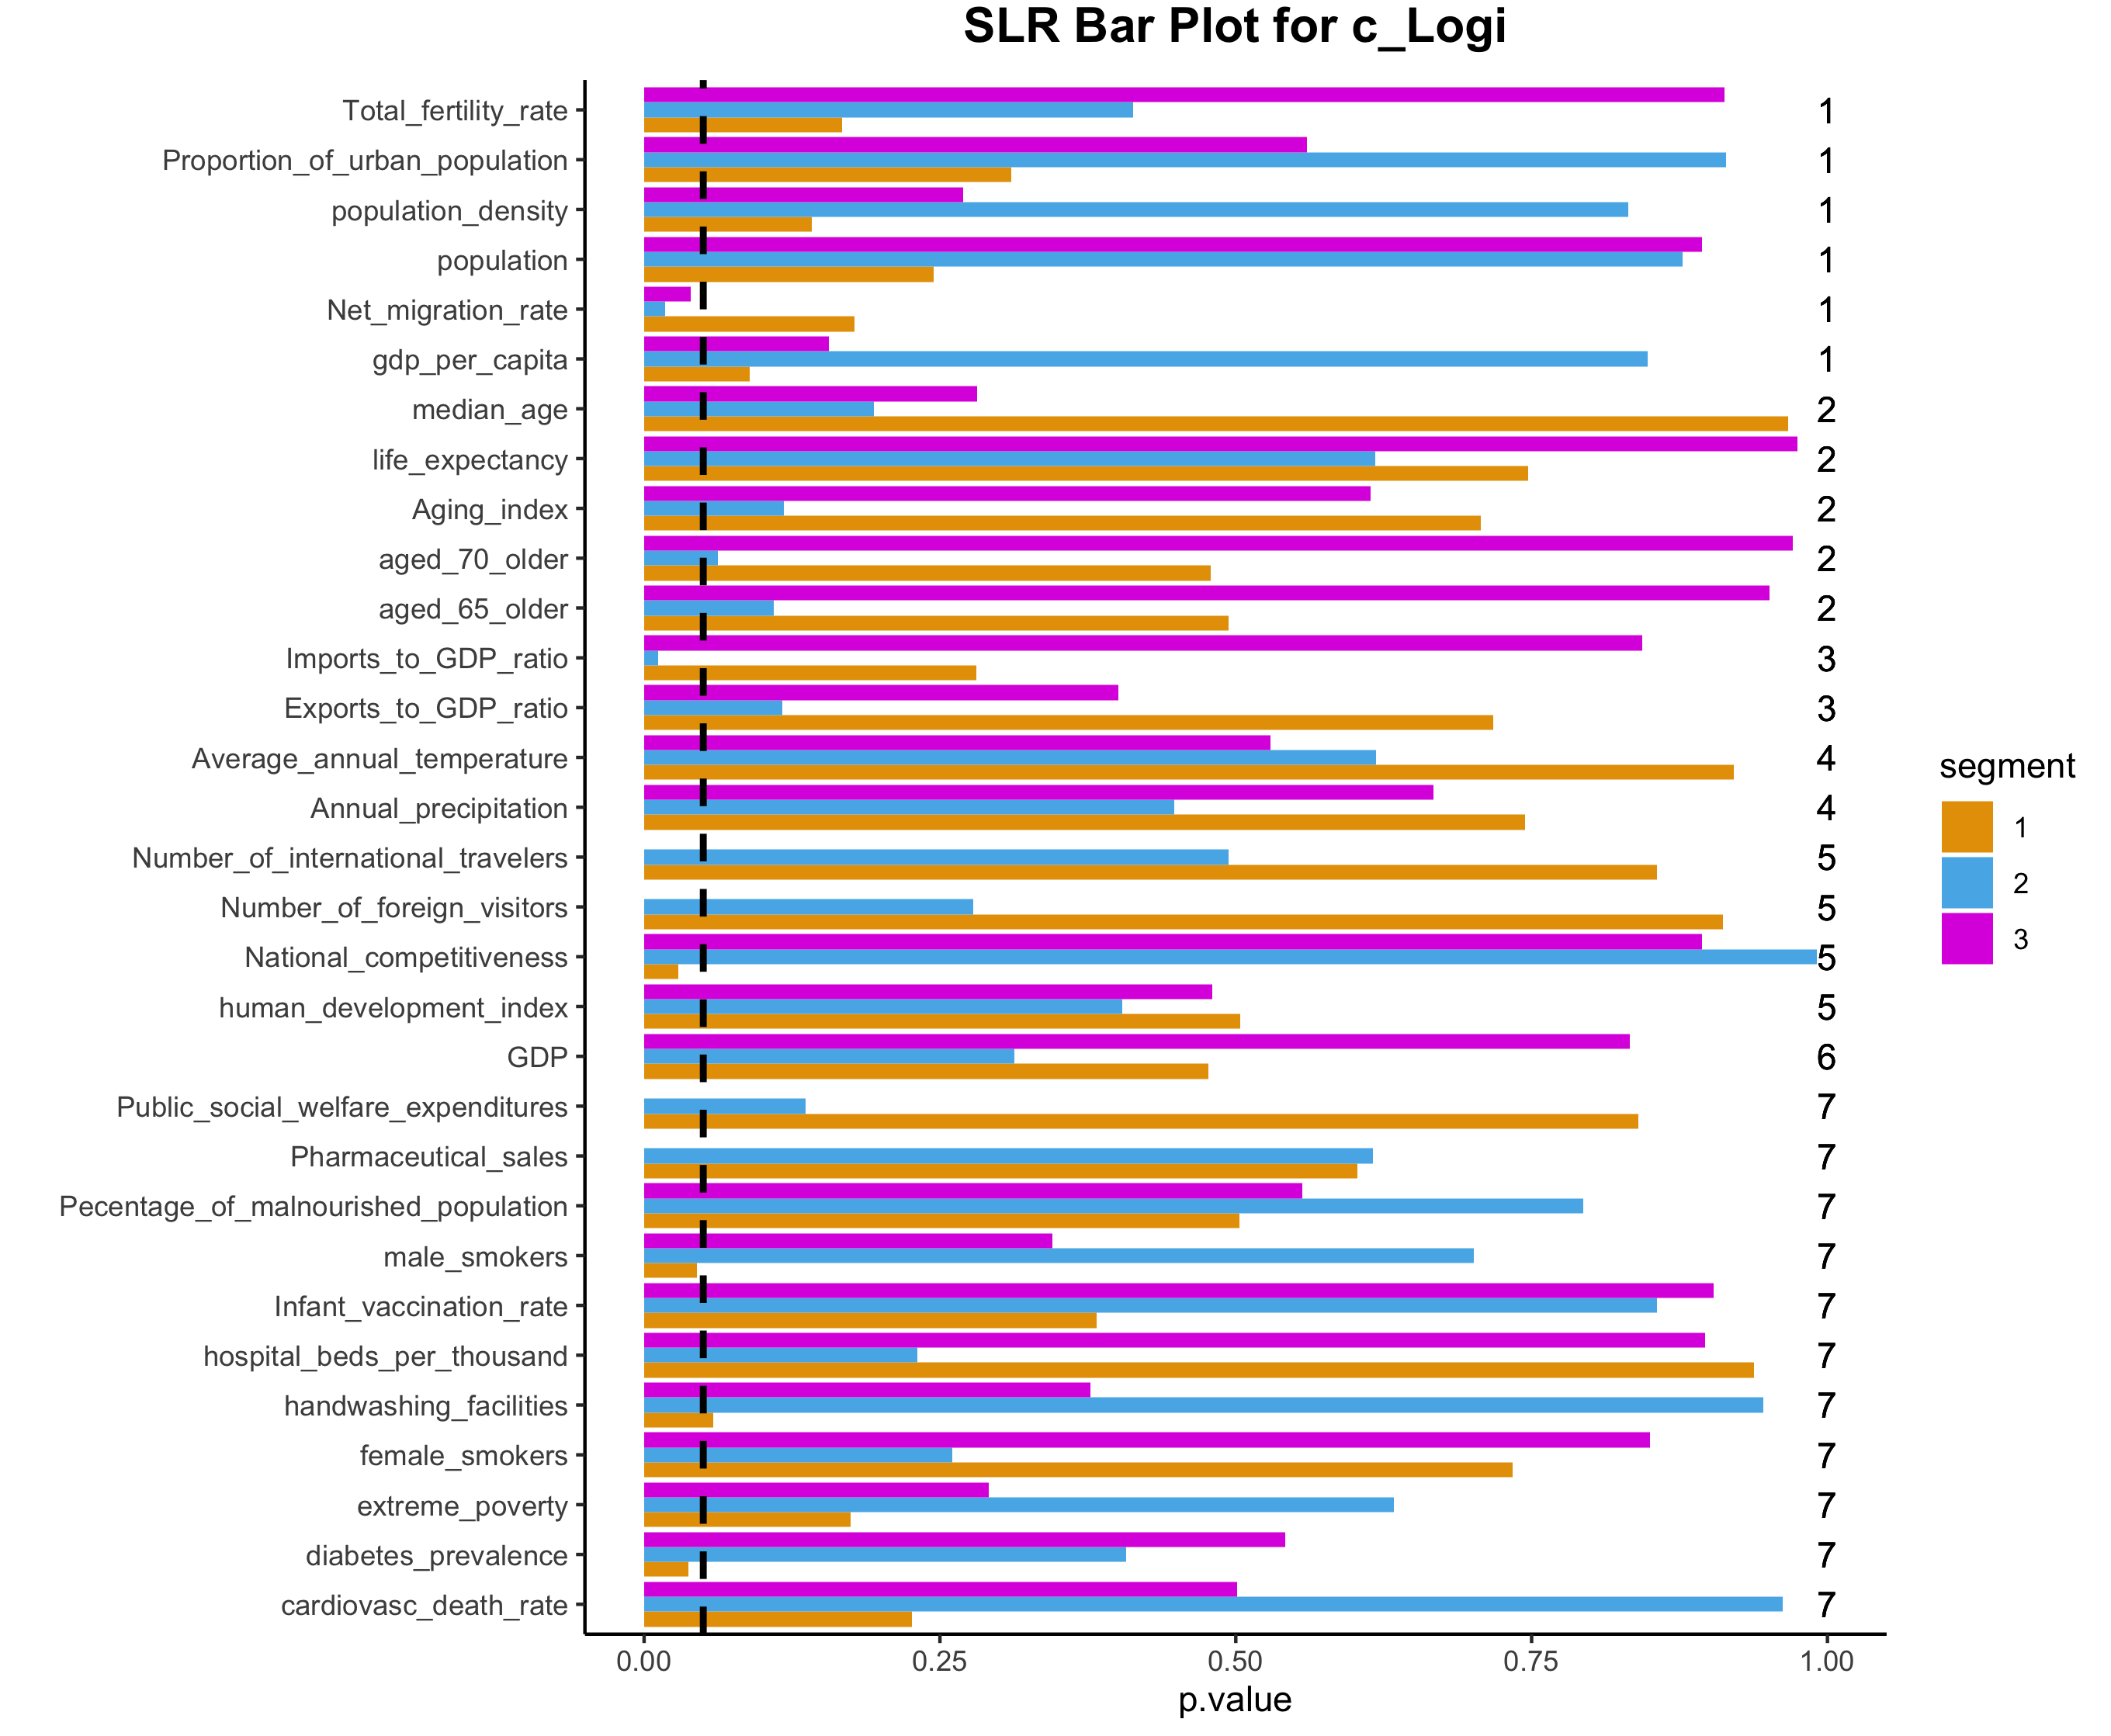 SLR Bar Plot for c_Logi
Total_fertility_rate 1
Proportion_of_urban_population 1
population_density 1
population 1
Net_migration_rate 1
gdp_per_capita 1
median_age 2
life_expectancy 2
Aging_index 2
aged_70_older 2
aged_65_older 2
Imports_to_GDP_ratio 3
Exports_to_GDP_ratio 3
Average_annual_temperature 4
Annual_precipitation 4
Number_of_international_travelers 5
Number_of_foreign_visitors 5
National_competitiveness 5
human_development_index 5
GDP 6
Public_social_welfare_expenditures 7
Pharmaceutical_sales 7
Pecentage_of_malnourished_population 7
male_smokers 7
Infant_vaccination_rate 7
hospital_beds_per_thousand 7
handwashing_facilities 7
female_smokers 7
extreme_poverty 7
diabetes_prevalence 7
cardiovasc_death_rate 7
0.00 0.25 0.50 0.75 1.00
p.value
segment
1
2
3